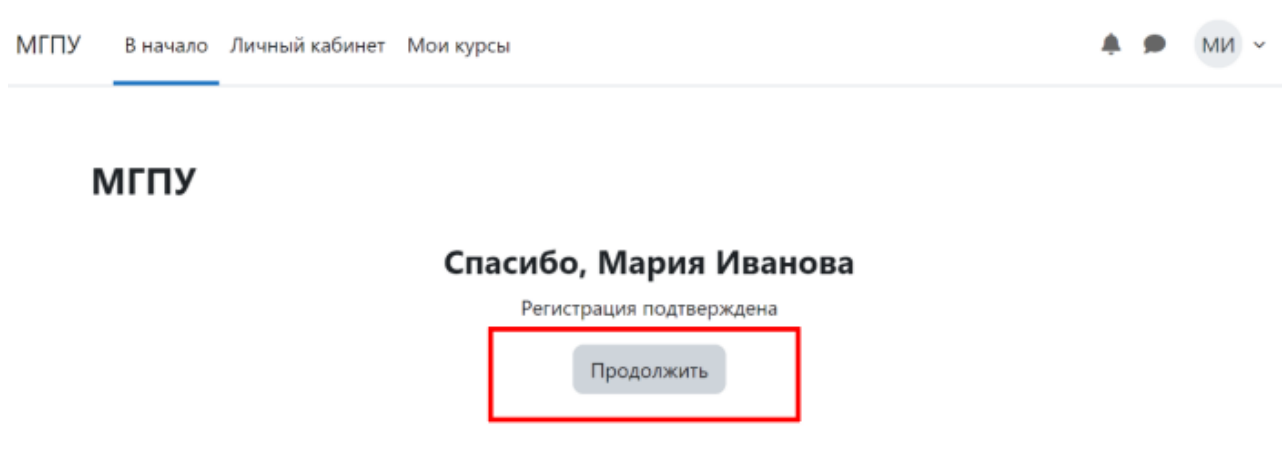 МГПУ В начало Личный кабинет Мои курсы МИ
МГПУ
Спасибо, Мария Иванова
Регистрация подтверждена
Продолжить